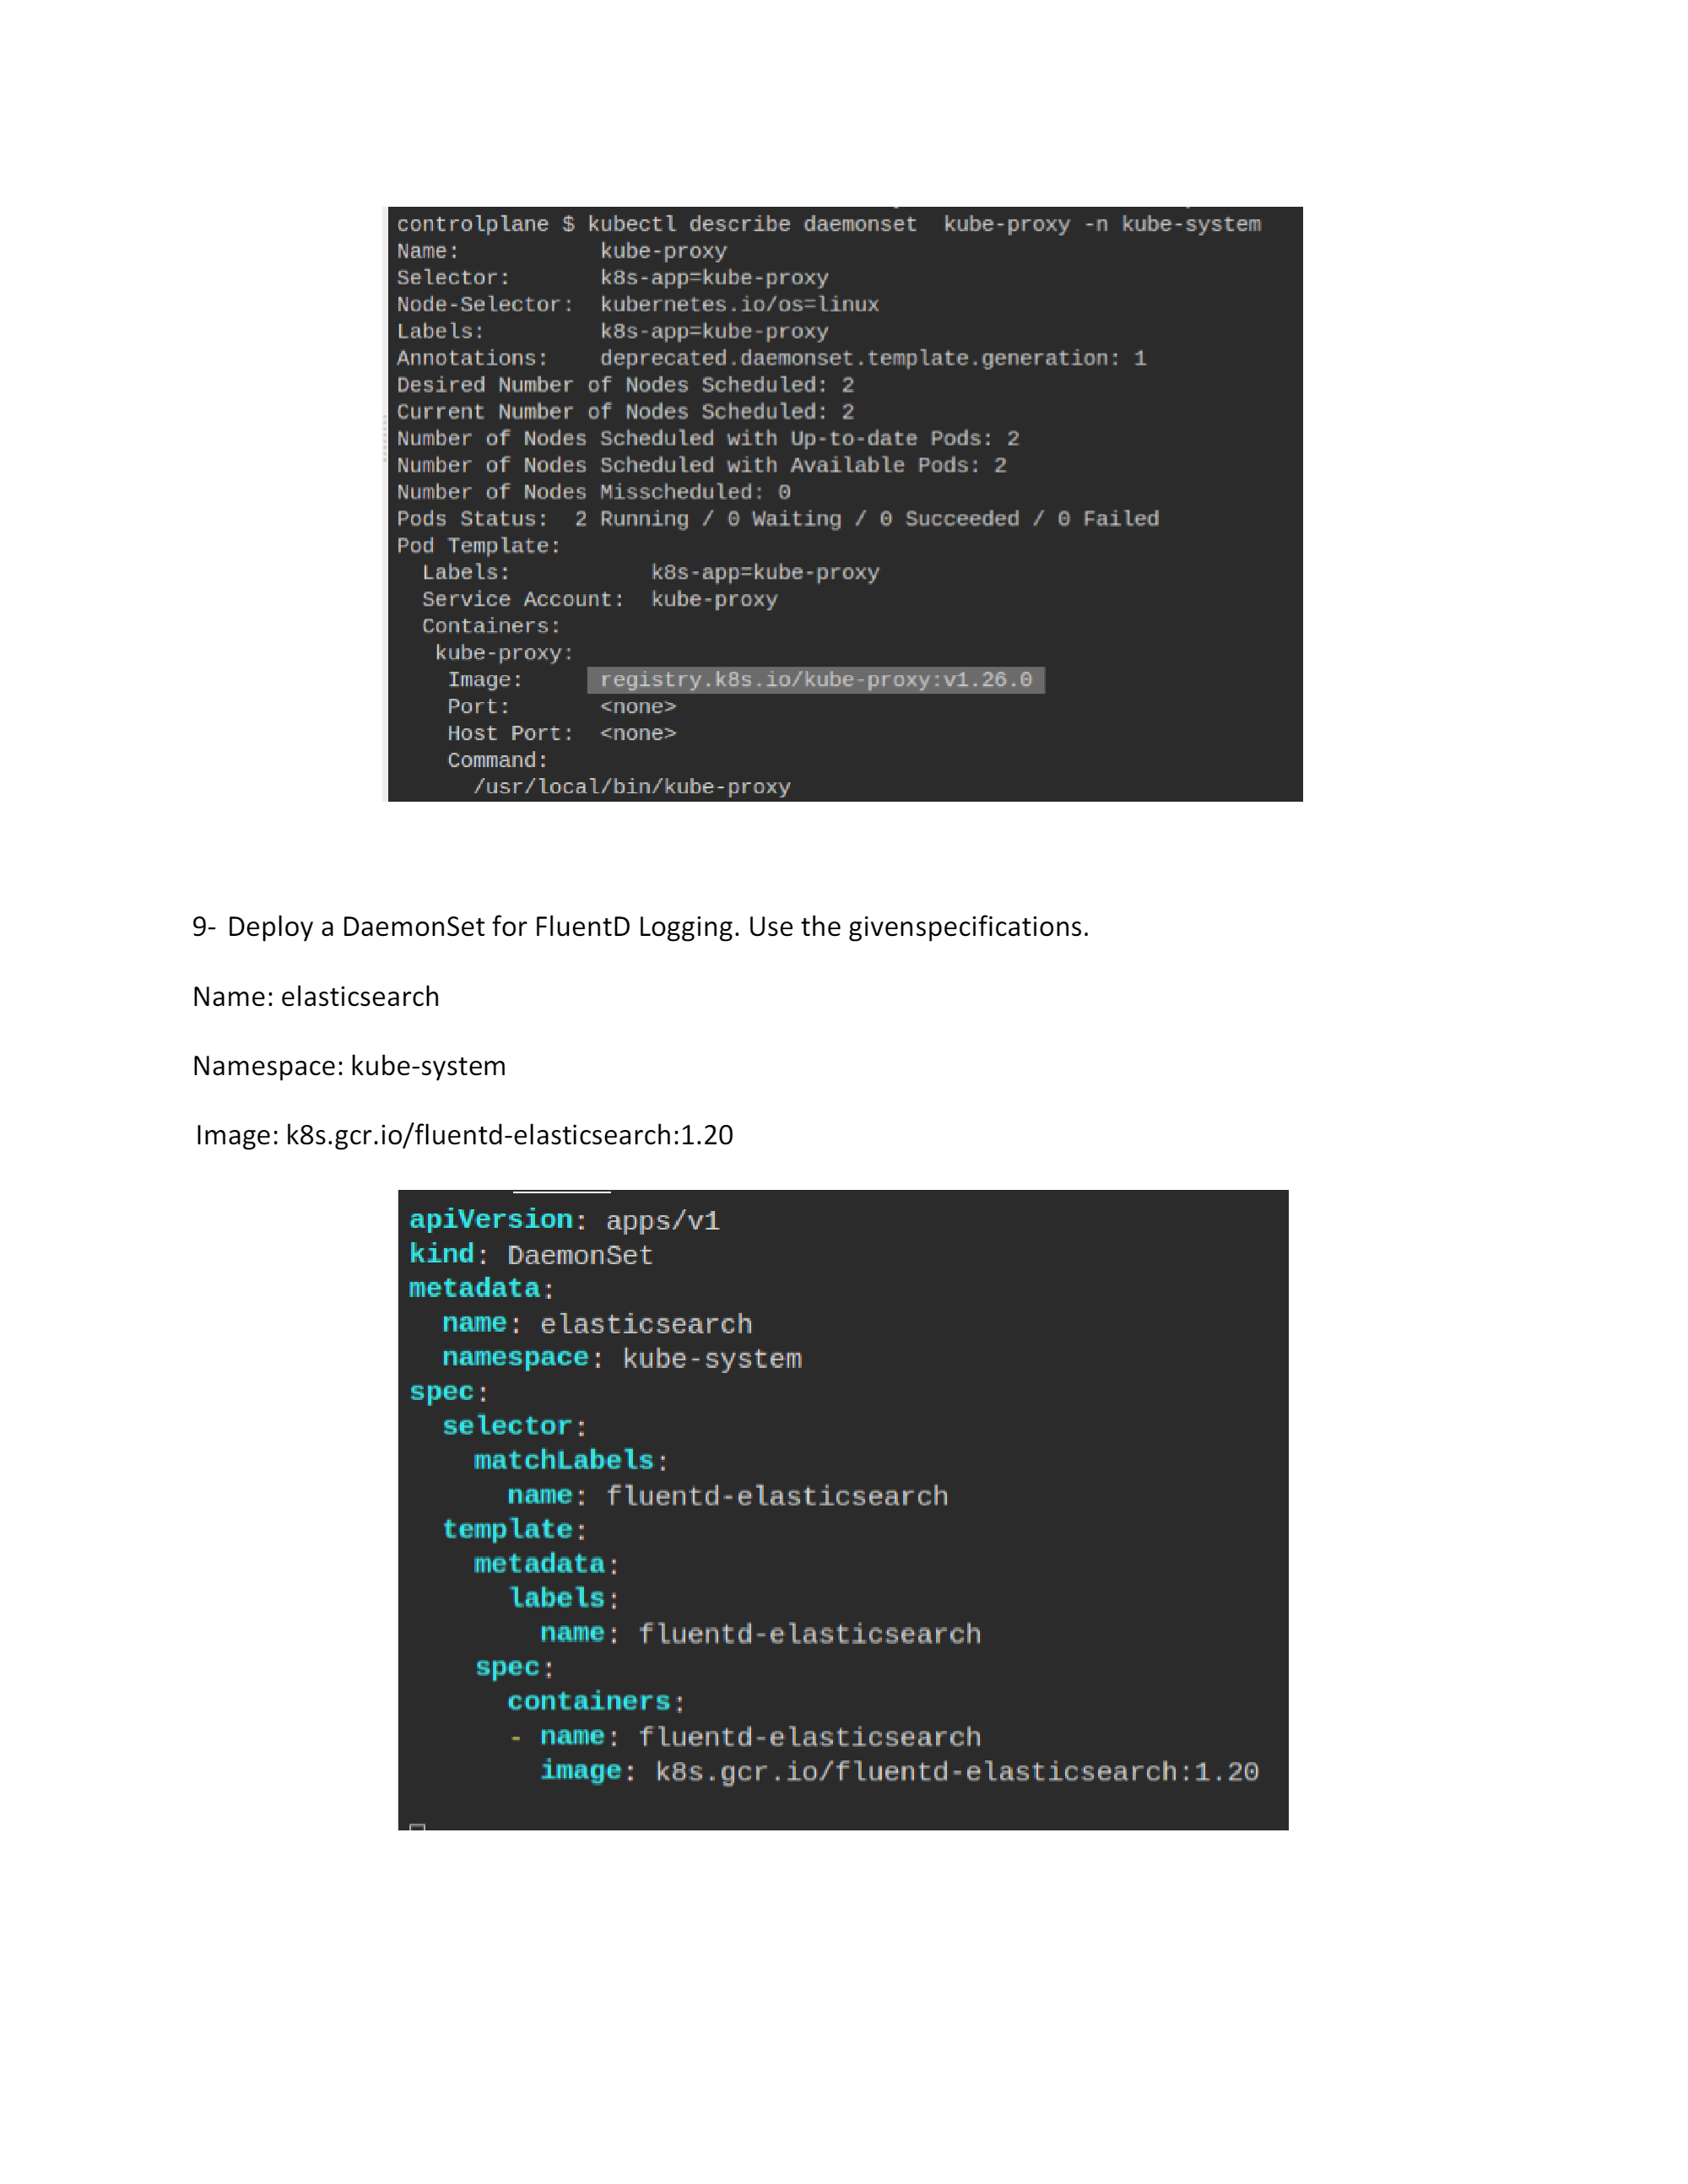 controlplane $ kubectl describe daemonset  kube-proxy -n kube-system
Name:           kube-proxy
Selector:       k8s-app=kube-proxy
Node-Selector:  kubernetes.io/os=linux
Labels:         k8s-app=kube-proxy
Annotations:    deprecated.daemonset.template.generation: 1
Desired Number of Nodes Scheduled: 2
Current Number of Nodes Scheduled: 2
Number of Nodes Scheduled with Up-to-date Pods: 2
Number of Nodes Scheduled with Available Pods: 2
Number of Nodes Misscheduled: 0
Pods Status:  2 Running / 0 Waiting / 0 Succeeded / 0 Failed
Pod Template:
  Labels:           k8s-app=kube-proxy
  Service Account:  kube-proxy
  Containers:
   kube-proxy:
    Image:      registry.k8s.io/kube-proxy:v1.26.0
    Port:       <none>
    Host Port:  <none>
    Command:
      /usr/local/bin/kube-proxy
9- Deploy a DaemonSet for FluentD Logging. Use the givenspecifications.
Name: elasticsearch
Namespace: kube-system
Image: k8s.gcr.io/fluentd-elasticsearch:1.20
apiVersion: apps/v1
kind: DaemonSet
metadata:
  name: elasticsearch
  namespace: kube-system
spec:
  selector:
    matchLabels:
      name: fluentd-elasticsearch
  template:
    metadata:
      labels:
        name: fluentd-elasticsearch
    spec:
      containers:
      - name: fluentd-elasticsearch
        image: k8s.gcr.io/fluentd-elasticsearch:1.20